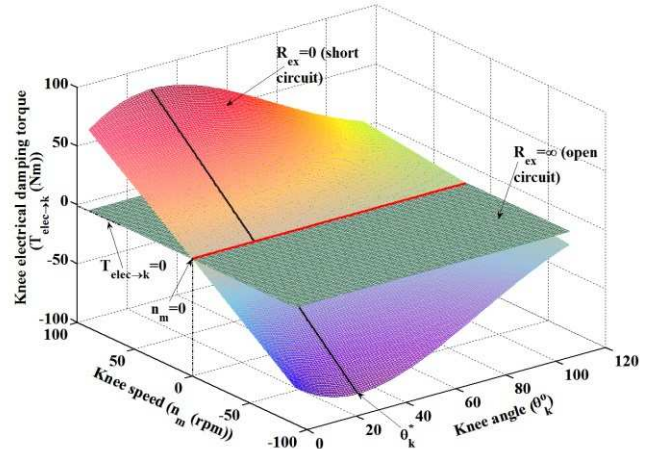 R_ex=0 (short
circuit)
R_ex=∞ (open
circuit)
Knee electrical damping torque
(T_elec→k (Nm))
100
50
0
-50
-100
T_elec→k=0
n_m=0
100
50
0
-50
-100
Knee speed (n_m (rpm))
0
20
40
60
80
100
120
θ_k^*
Knee angle (θ_k^o)